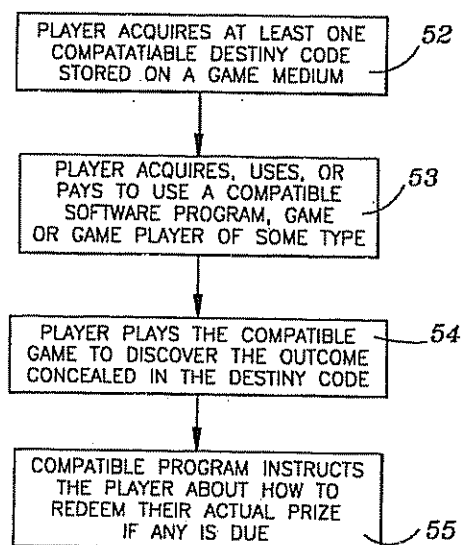 PLAYER ACQUIRES AT LEAST ONE
COMPATATIABLE DESTINY CODE
STORED ON A GAME MEDIUM
52
PLAYER ACQUIRES, USES, OR
PAYS TO USE A COMPATIBLE
SOFTWARE PROGRAM, GAME
OR GAME PLAYER OF SOME TYPE
53
PLAYER PLAYS THE COMPATIBLE
GAME TO DISCOVER THE OUTCOME
CONCEALED IN THE DESTINY CODE
54
COMPATIBLE PROGRAM INSTRUCTS
THE PLAYER ABOUT HOW TO
REDEEM THEIR ACTUAL PRIZE
IF ANY IS DUE
55